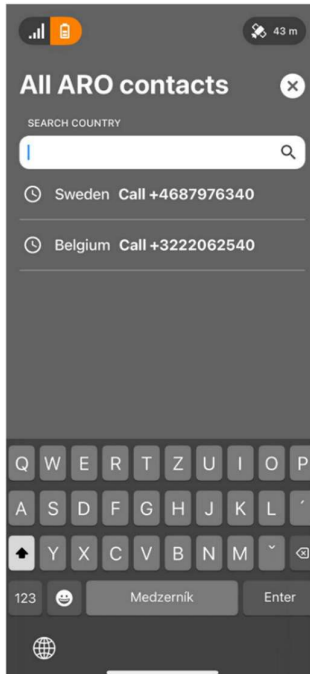 43 m
All ARO contacts
SEARCH COUNTRY
Sweden Call +4687976340
Belgium Call +3222062540
Q W E R T Z U I O P
A S D F G H J K L ´
Y X C V B N M ˇ
123 Medzerník Enter